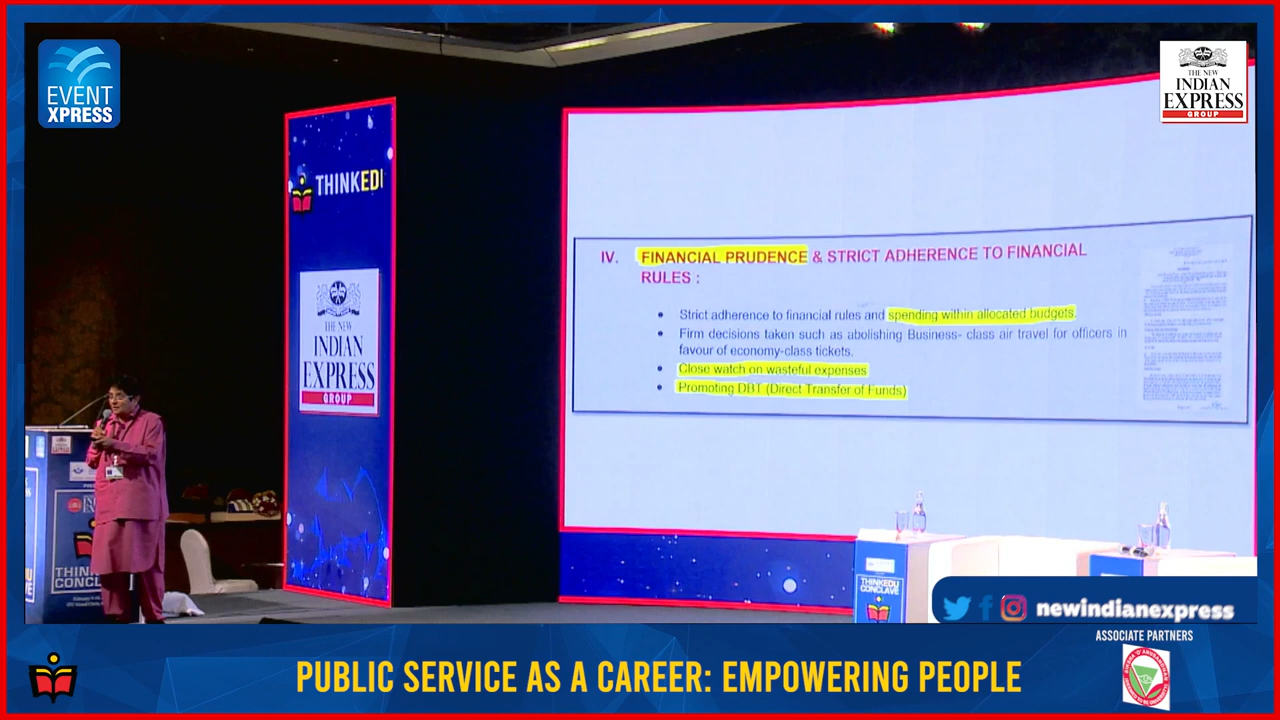 EVENT
XPRESS
THE NEW
INDIAN
EXPRESS
GROUP
THINKEDU
THE NEW
INDIAN
EXPRESS
GROUP
IV. FINANCIAL PRUDENCE & STRICT ADHERENCE TO FINANCIAL
RULES :
• Strict adherence to financial rules and spending within allocated budgets.
• Firm decisions taken such as abolishing Business- class air travel for officers in
favour of economy-class tickets.
• Close watch on wasteful expenses
• Promoting DBT (Direct Transfer of Funds)
THINK
CONCL
THINKEDU
CONCLAVE
newindianexpress
ASSOCIATE PARTNERS
PUBLIC SERVICE AS A CAREER: EMPOWERING PEOPLE